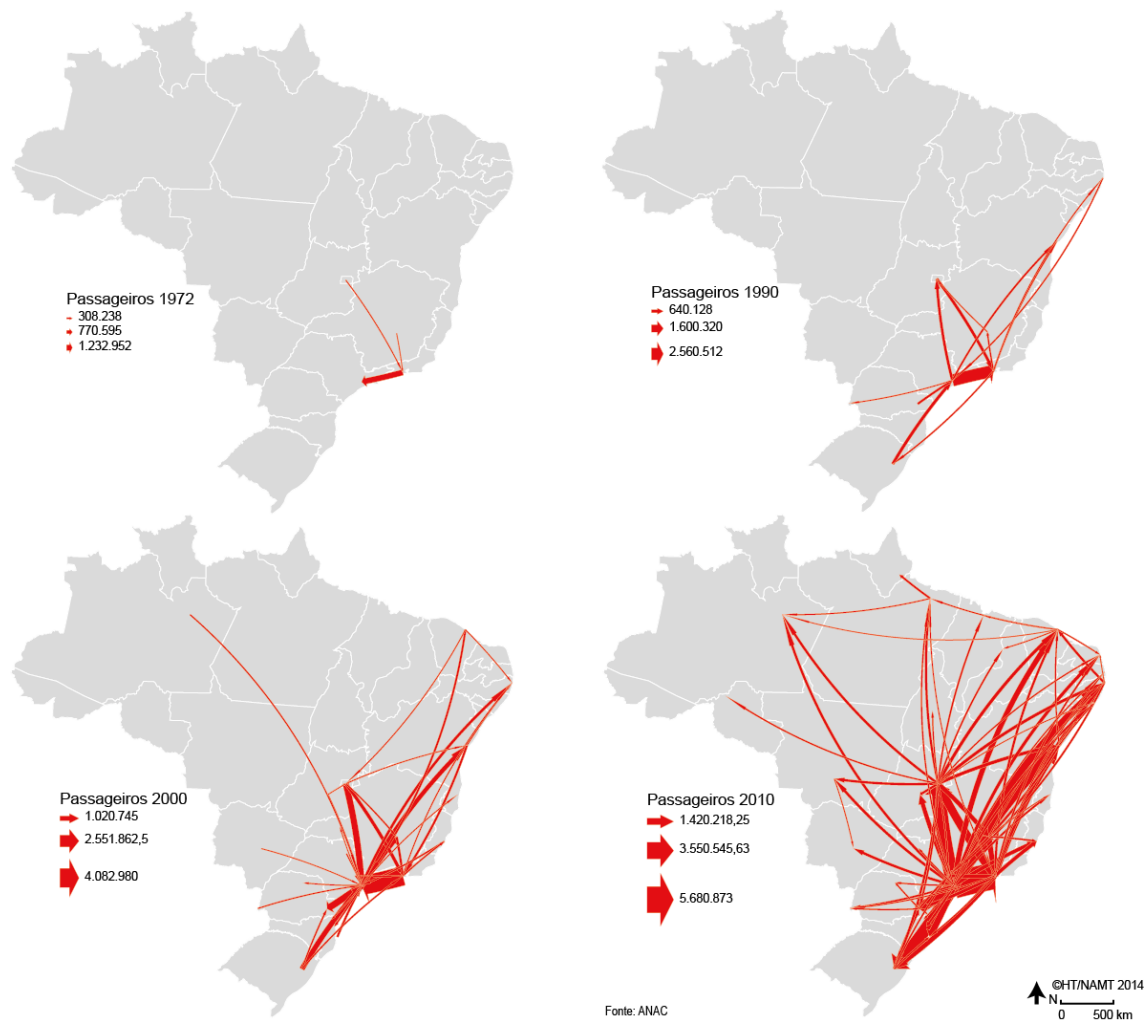 Passageiros 1972
308.238
770.595
1.232.952
Passageiros 1990
640.128
1.600.320
2.560.512
Passageiros 2000
1.020.745
2.551.862,5
4.082.980
Passageiros 2010
1.420.218,25
3.550.545,63
5.680.873
Fonte: ANAC
©HT/NAMT 2014
N
0 500 km